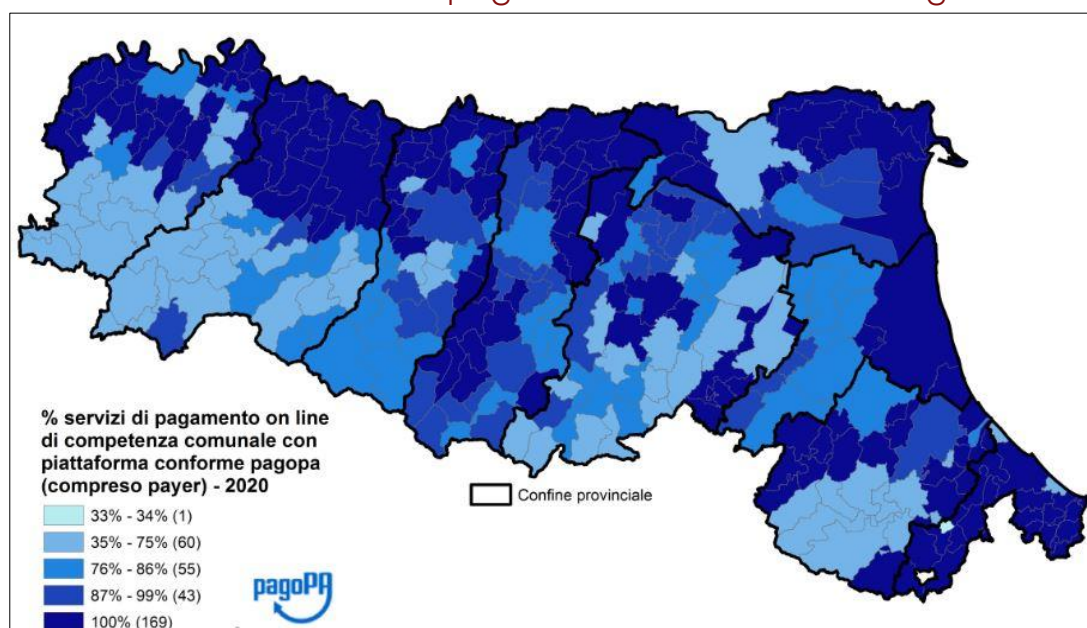 % servizi di pagamento on line
di competenza comunale con
piattaforma conforme pagopa
(compreso payer) - 2020
33% - 34% (1)
35% - 75% (60)
76% - 86% (55)
87% - 99% (43)
100% (169)
Confine provinciale
pagoPA